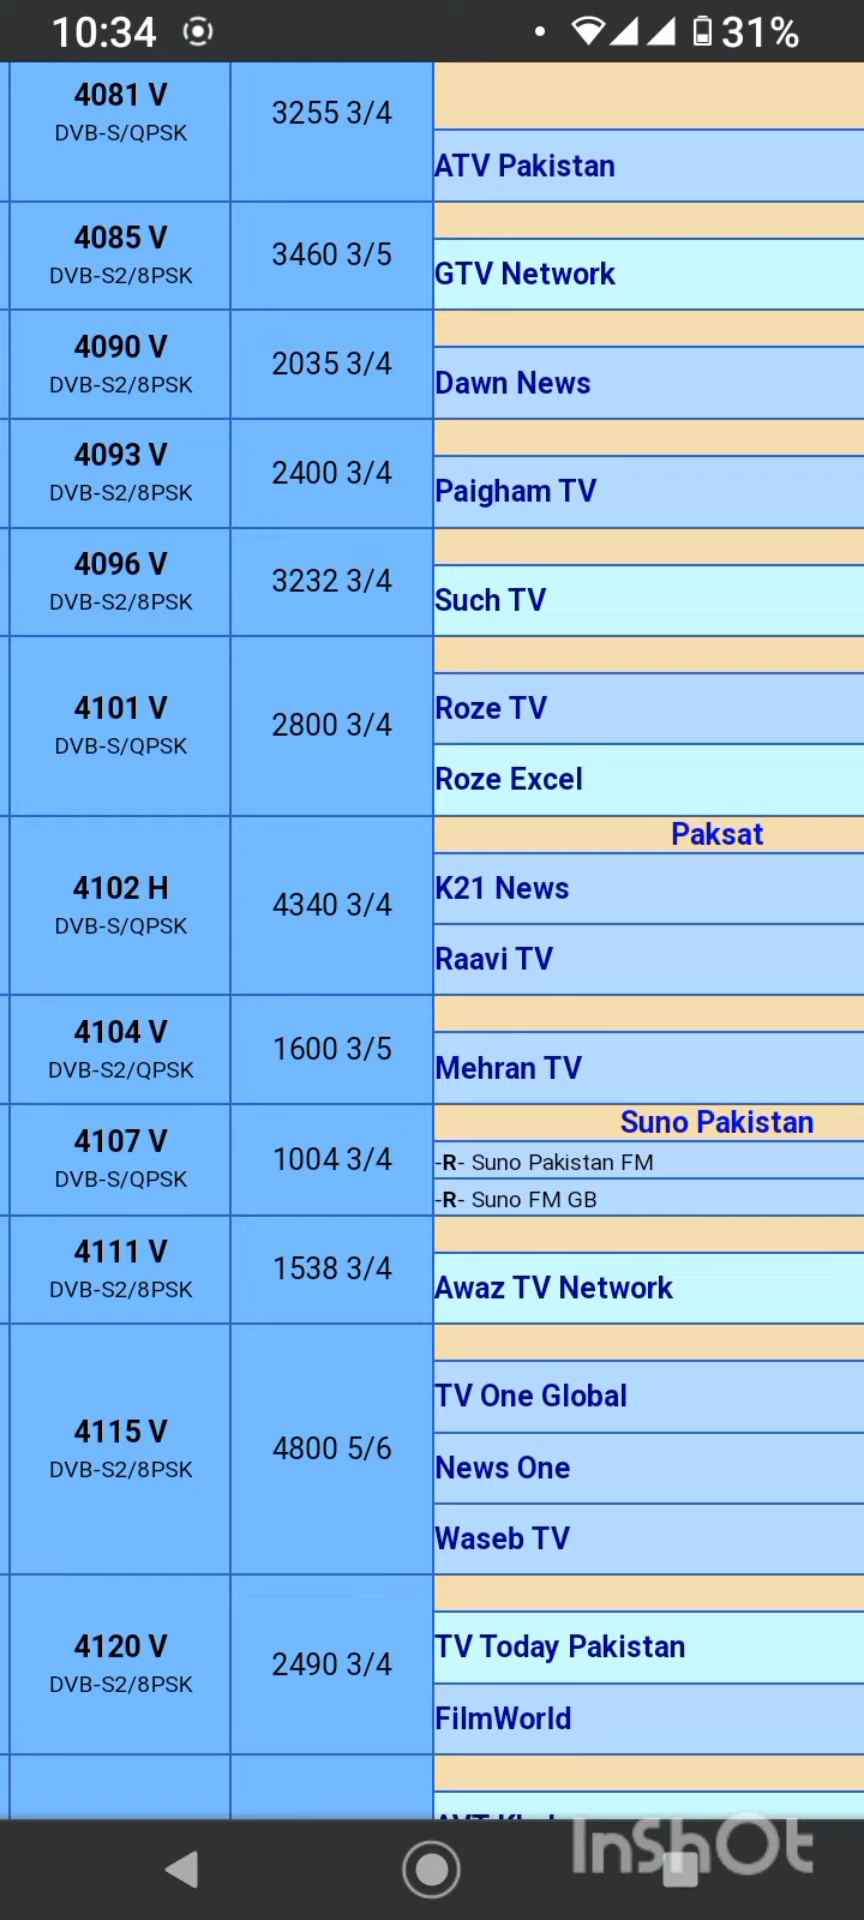 10:34
31%
4081 V
DVB-S/QPSK
3255 3/4
ATV Pakistan
4085 V
DVB-S2/8PSK
3460 3/5
GTV Network
4090 V
DVB-S2/8PSK
2035 3/4
Dawn News
4093 V
DVB-S2/8PSK
2400 3/4
Paigham TV
4096 V
DVB-S2/8PSK
3232 3/4
Such TV
4101 V
DVB-S/QPSK
2800 3/4
Roze TV
Roze Excel
4102 H
DVB-S/QPSK
4340 3/4
Paksat
K21 News
Raavi TV
4104 V
DVB-S2/QPSK
1600 3/5
Mehran TV
4107 V
DVB-S/QPSK
1004 3/4
Suno Pakistan
-R- Suno Pakistan FM
-R- Suno FM GB
4111 V
DVB-S2/8PSK
1538 3/4
Awaz TV Network
4115 V
DVB-S2/8PSK
4800 5/6
TV One Global
News One
Waseb TV
4120 V
DVB-S2/8PSK
2490 3/4
TV Today Pakistan
FilmWorld
InShOt